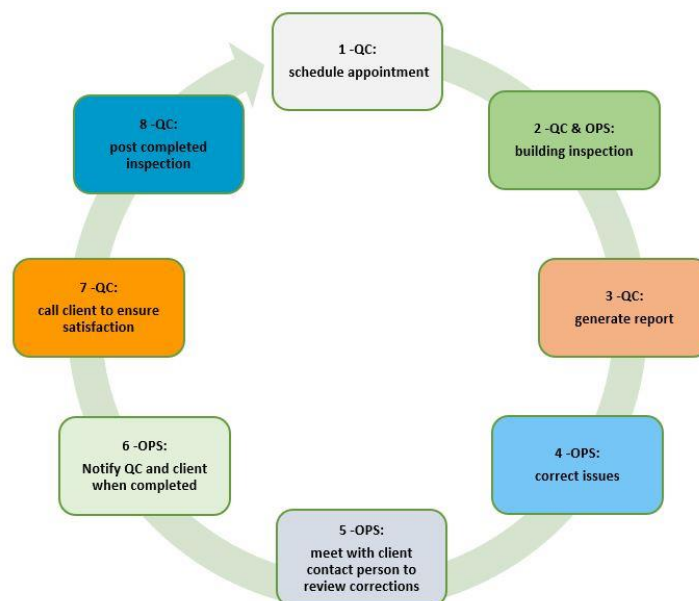 1 -QC:
schedule appointment
2 -QC & OPS:
building inspection
3 -QC:
generate report
4 -OPS:
correct issues
5 -OPS:
meet with client
contact person to
review corrections
6 -OPS:
Notify QC and client
when completed
7 -QC:
call client to ensure
satisfaction
8 -QC:
post completed
inspection